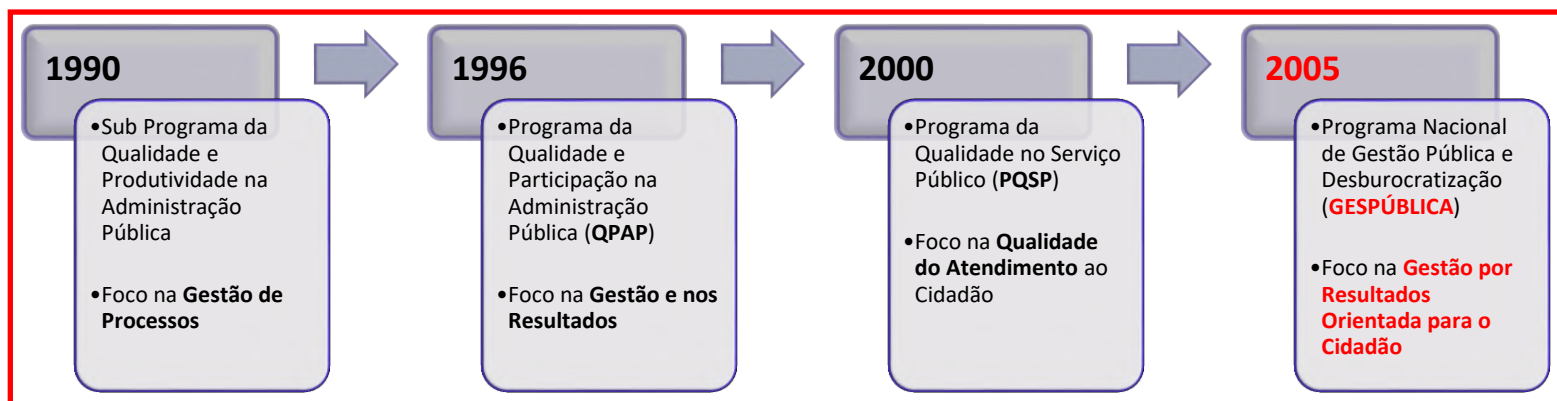 1990
•Sub Programa da
Qualidade e
Produtividade na
Administração
Pública
•Foco na Gestão de
Processos
1996
•Programa da
Qualidade e
Participação na
Administração
Pública (QPAP)
•Foco na Gestão e nos
Resultados
2000
•Programa da
Qualidade no Serviço
Público (PQSP)
•Foco na Qualidade
do Atendimento ao
Cidadão
2005
•Programa Nacional
de Gestão Pública e
Desburocratização
(GESPÚBLICA)
•Foco na Gestão por
Resultados
Orientada para o
Cidadão